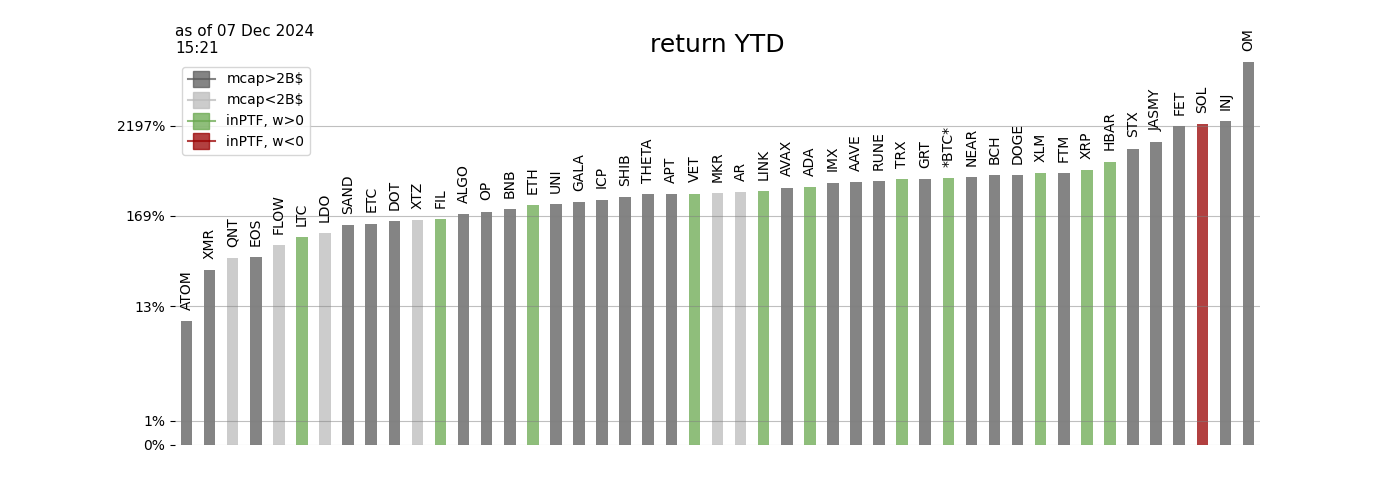 as of 07 Dec 2024
15:21
return YTD
mcap>2B$
mcap<2B$
inPTF, w>0
inPTF, w<0
2197%
169%
13%
1%
0%
ATOM
XMR
QNT
EOS
FLOW
LTC
LDO
SAND
ETC
DOT
XTZ
FIL
ALGO
OP
BNB
ETH
UNI
GALA
ICP
SHIB
THETA
APT
VET
MKR
AR
LINK
AVAX
ADA
IMX
AAVE
RUNE
TRX
GRT
*BTC*
NEAR
BCH
DOGE
XLM
FTM
XRP
HBAR
STX
JASMY
FET
SOL
INJ
OM